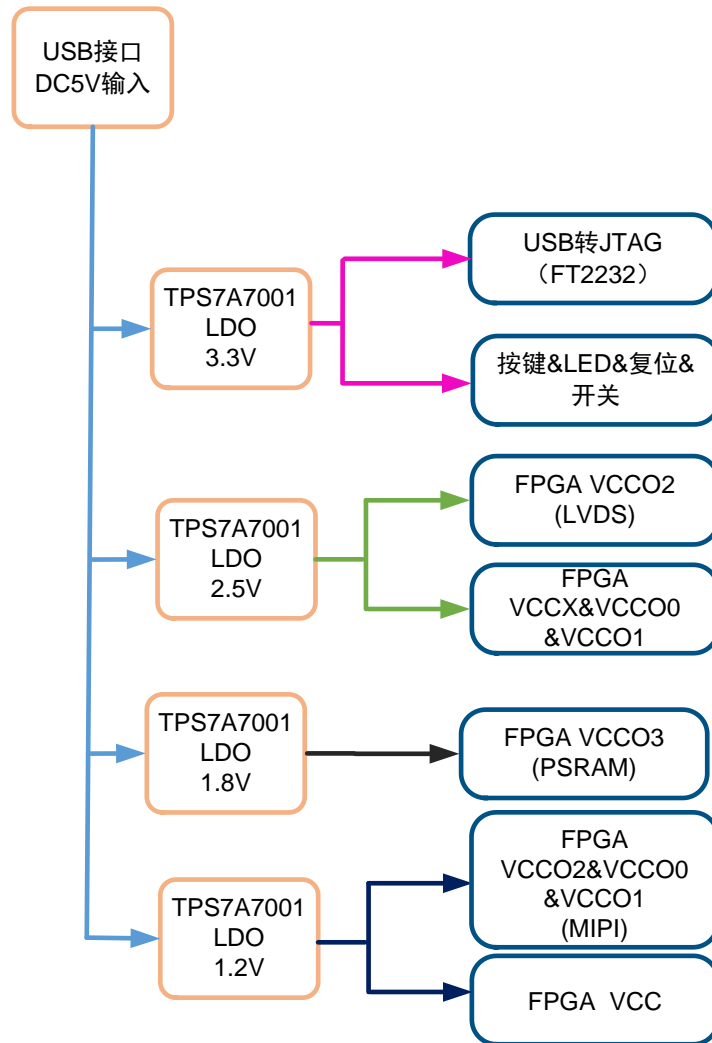 USB接口
DC5V输入
TPS7A7001
LDO
3.3V
USB转JTAG
（FT2232）
按键&LED&复位&
开关
TPS7A7001
LDO
2.5V
FPGA VCCO2
(LVDS)
FPGA
VCCX&VCCO0
&VCCO1
TPS7A7001
LDO
1.8V
FPGA VCCO3
(PSRAM)
TPS7A7001
LDO
1.2V
FPGA
VCCO2&VCCO0
&VCCO1
(MIPI)
FPGA VCC